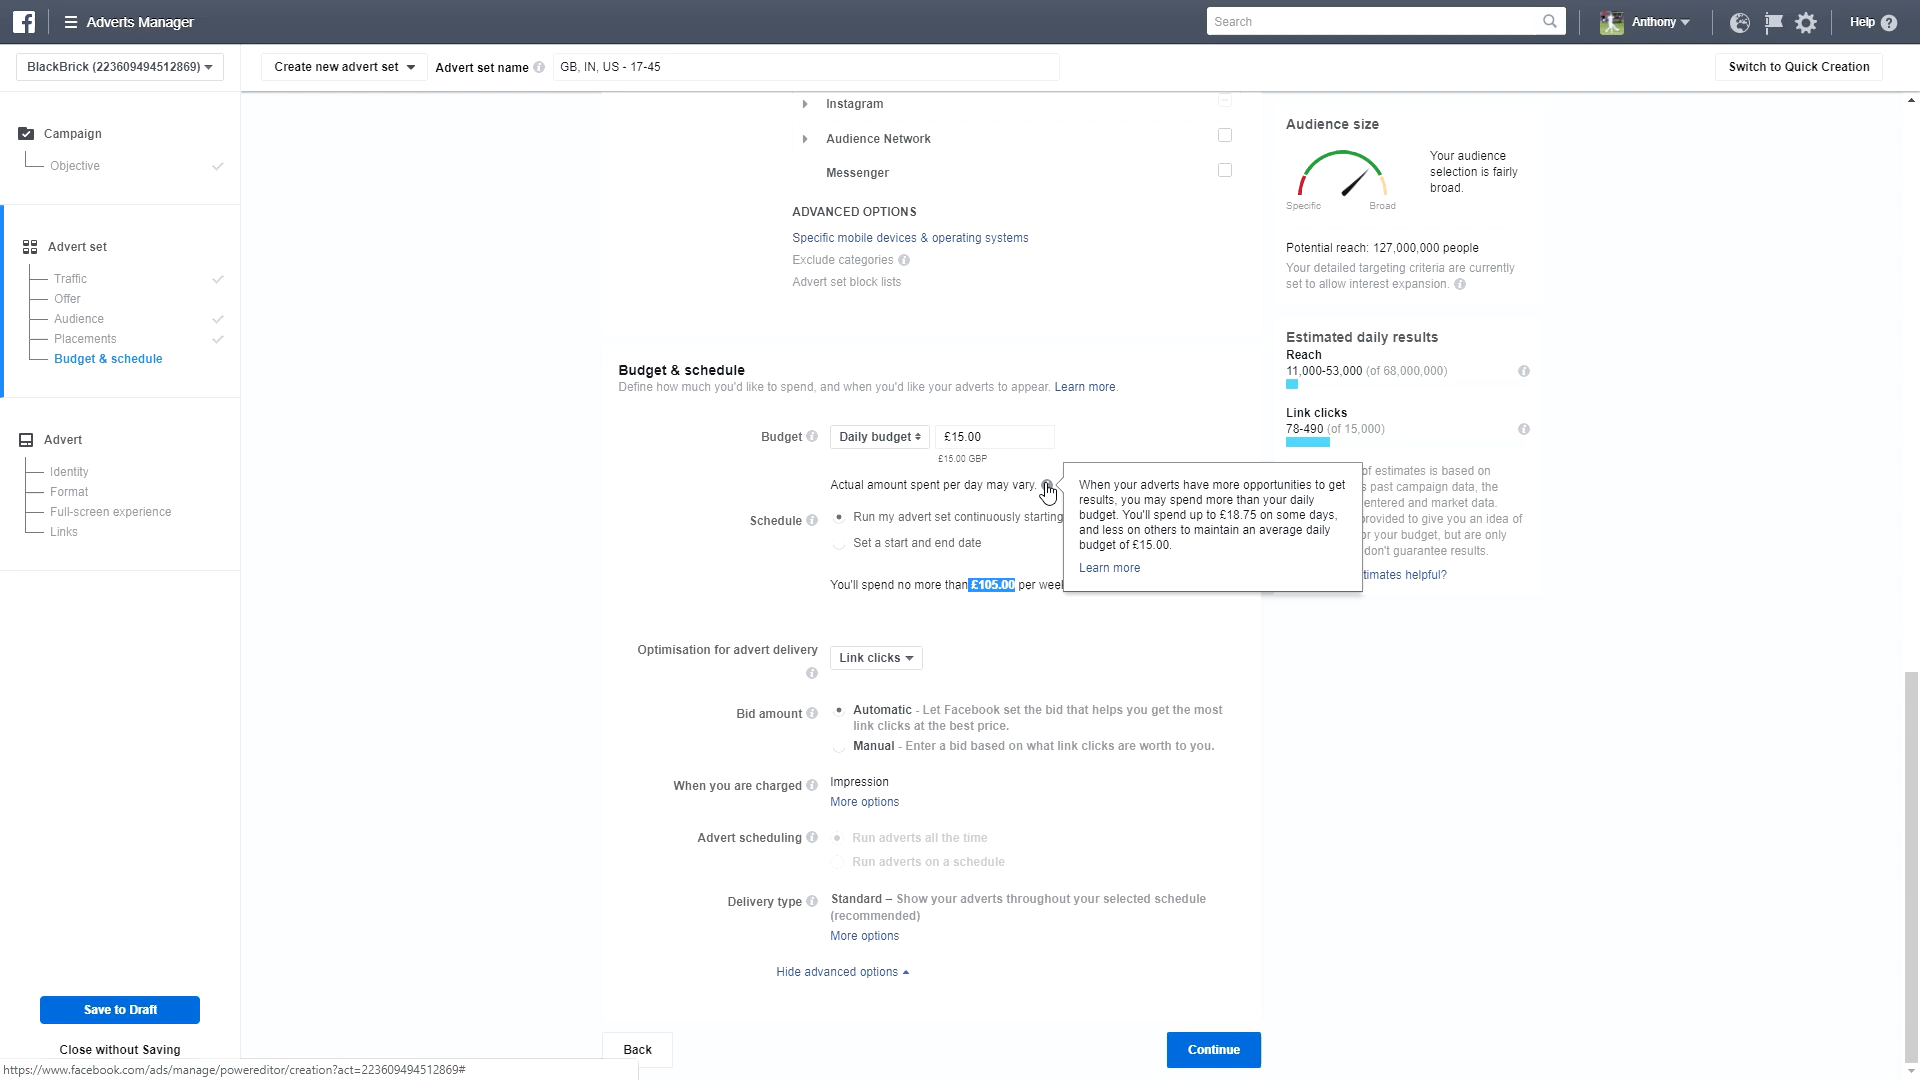 Adverts Manager
Search
Anthony
Help
BlackBrick (223609494512869)
Create new advert set
Advert set name
GB, IN, US - 17-45
Switch to Quick Creation
Campaign
Objective
Advert set
Traffic
Offer
Audience
Placements
Budget & schedule
Advert
Identity
Format
Full-screen experience
Links
Save to Draft
Close without Saving
Instagram
Audience Network
Messenger
ADVANCED OPTIONS
Specific mobile devices & operating systems
Exclude categories
Advert set block lists
Budget & schedule
Define how much you'd like to spend, and when you'd like your adverts to appear. Learn more.
Budget
Daily budget
£15.00
£15.00 GBP
Actual amount spent per day may vary.
Schedule
Run my advert set continuously starting
Set a start and end date
You'll spend no more than £105.00 per week
When your adverts have more opportunities to get
results, you may spend more than your daily
budget. You'll spend up to £18.75 on some days,
and less on others to maintain an average daily
budget of £15.00.
Learn more
Optimisation for advert delivery
Link clicks
Bid amount
Automatic - Let Facebook set the bid that helps you get the most
link clicks at the best price.
Manual - Enter a bid based on what link clicks are worth to you.
When you are charged
Impression
More options
Advert scheduling
Run adverts all the time
Run adverts on a schedule
Delivery type
Standard – Show your adverts throughout your selected schedule
(recommended)
More options
Hide advanced options
Back
Continue
Audience size
Specific
Broad
Your audience
selection is fairly
broad.
Potential reach: 127,000,000 people
Your detailed targeting criteria are currently
set to allow interest expansion.
Estimated daily results
Reach
11,000-53,000 (of 68,000,000)
Link clicks
78-490 (of 15,000)
of estimates is based on
past campaign data, the
entered and market data.
provided to give you an idea of
or your budget, but are only
don't guarantee results.
timates helpful?
https://www.facebook.com/ads/manage/powereditor/creation?act=223609494512869#